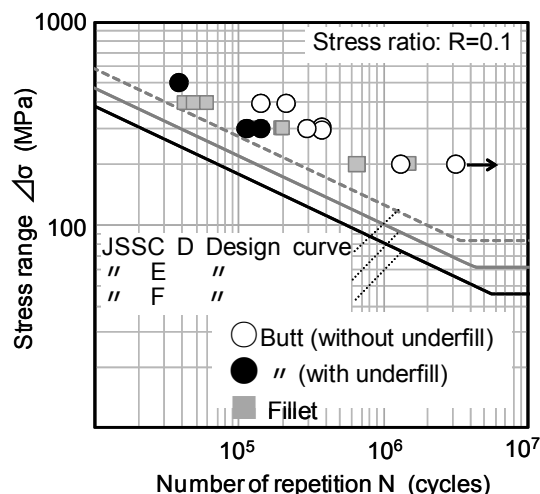 1000
Stress ratio: R=0.1
Stress range ⊿σ (MPa)
100
JSSC D Design curve
〃 E 〃
〃 F 〃
Butt (without underfill)
〃 (with underfill)
Fillet
10
10⁵
10⁶
10⁷
Number of repetition N (cycles)